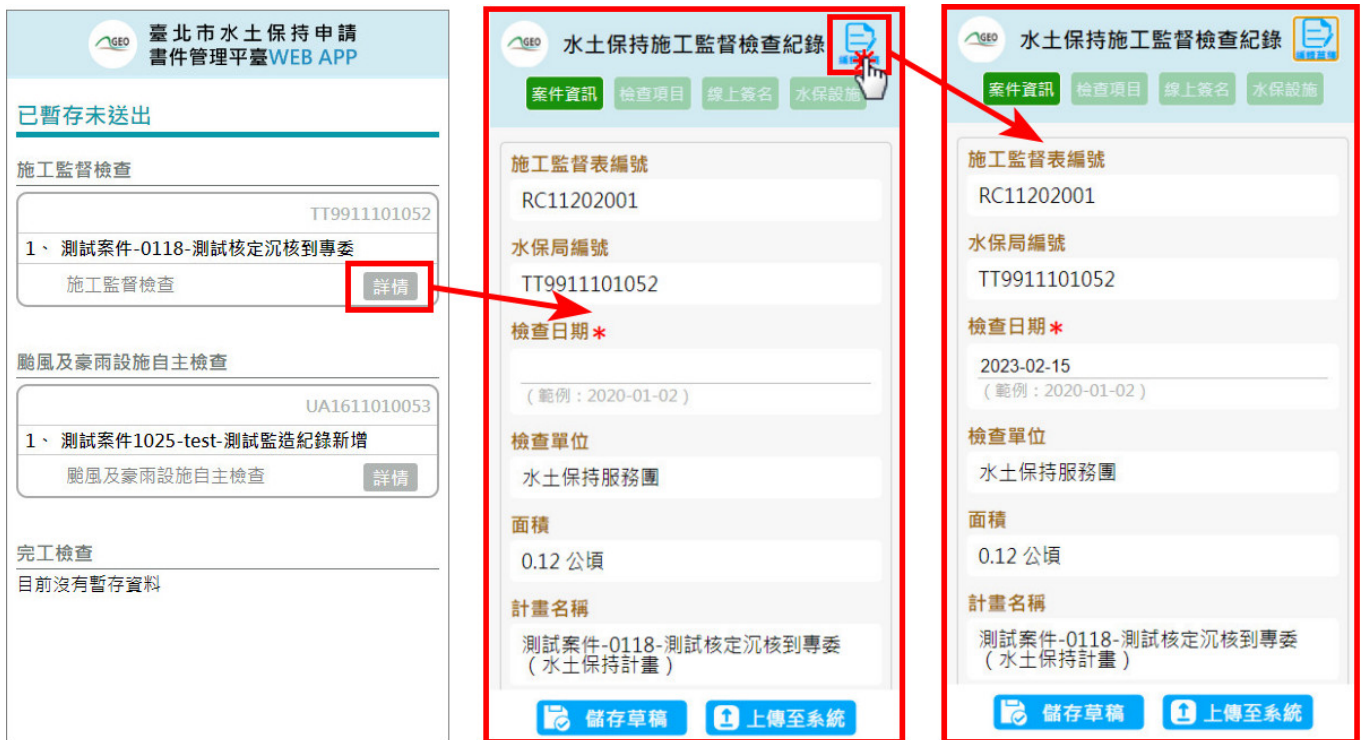 GEO
臺北市水土保持申請
書件管理平臺WEB APP
已暫存未送出
施工監督檢查
TT9911101052
1、 測試案件-0118-測試核定沉核到專委
施工監督檢查
詳情
颱風及豪雨設施自主檢查
UA1611010053
1、 測試案件1025-test-測試監造紀錄新增
颱風及豪雨設施自主檢查
詳情
完工檢查
目前沒有暫存資料
GEO
水土保持施工監督檢查紀錄
案件資訊 檢查項目 線上簽名 水保設施
施工監督表編號
RC11202001
水保局編號
TT9911101052
檢查日期*
(範例:2020-01-02)
檢查單位
水土保持服務團
面積
0.12 公頃
計畫名稱
測試案件-0118-測試核定沉核到專委
(水土保持計畫)
儲存草稿 上傳至系統
GEO
水土保持施工監督檢查紀錄
案件資訊 檢查項目 線上簽名 水保設施
施工監督表編號
RC11202001
水保局編號
TT9911101052
檢查日期*
2023-02-15
(範例:2020-01-02)
檢查單位
水土保持服務團
面積
0.12 公頃
計畫名稱
測試案件-0118-測試核定沉核到專委
(水土保持計畫)
儲存草稿 上傳至系統